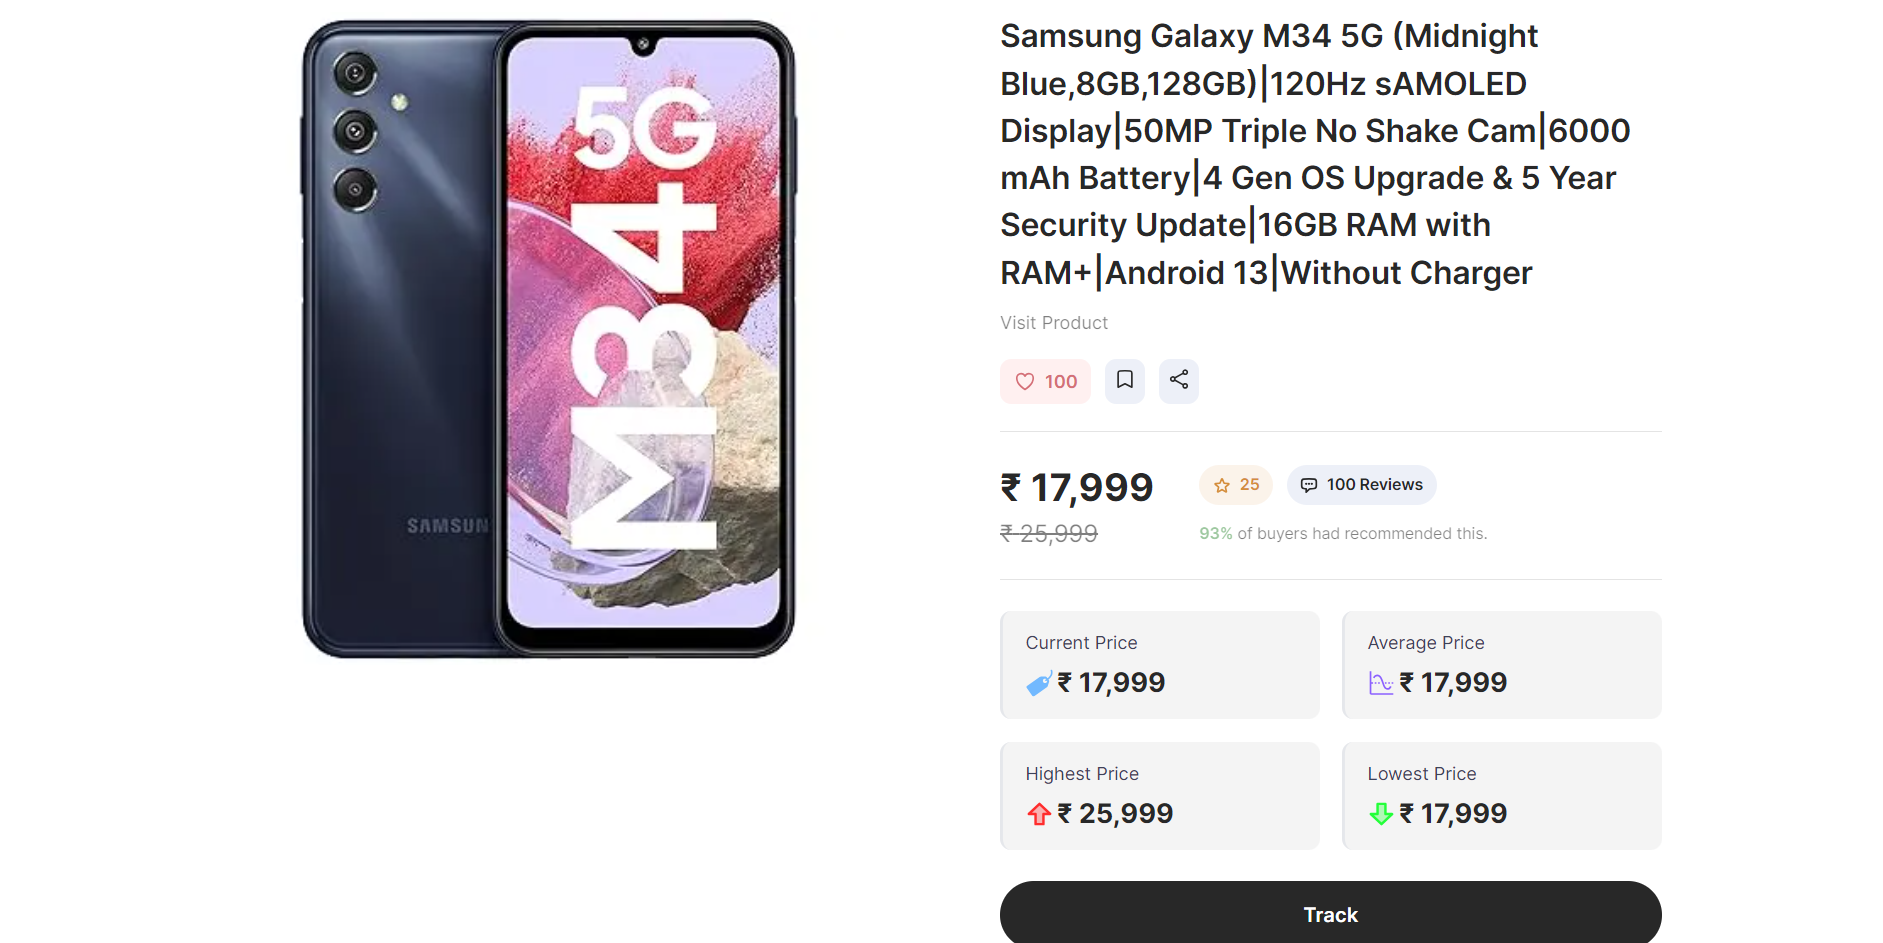 5G
M34
SAMSUN
Samsung Galaxy M34 5G (Midnight
Blue,8GB,128GB)|120Hz sAMOLED
Display|50MP Triple No Shake Cam|6000
mAh Battery|4 Gen OS Upgrade & 5 Year
Security Update|16GB RAM with
RAM+|Android 13|Without Charger
Visit Product
100
₹ 17,999
25
100 Reviews
₹ 25,999
93% of buyers had recommended this.
Current Price
₹ 17,999
Average Price
₹ 17,999
Highest Price
₹ 25,999
Lowest Price
₹ 17,999
Track